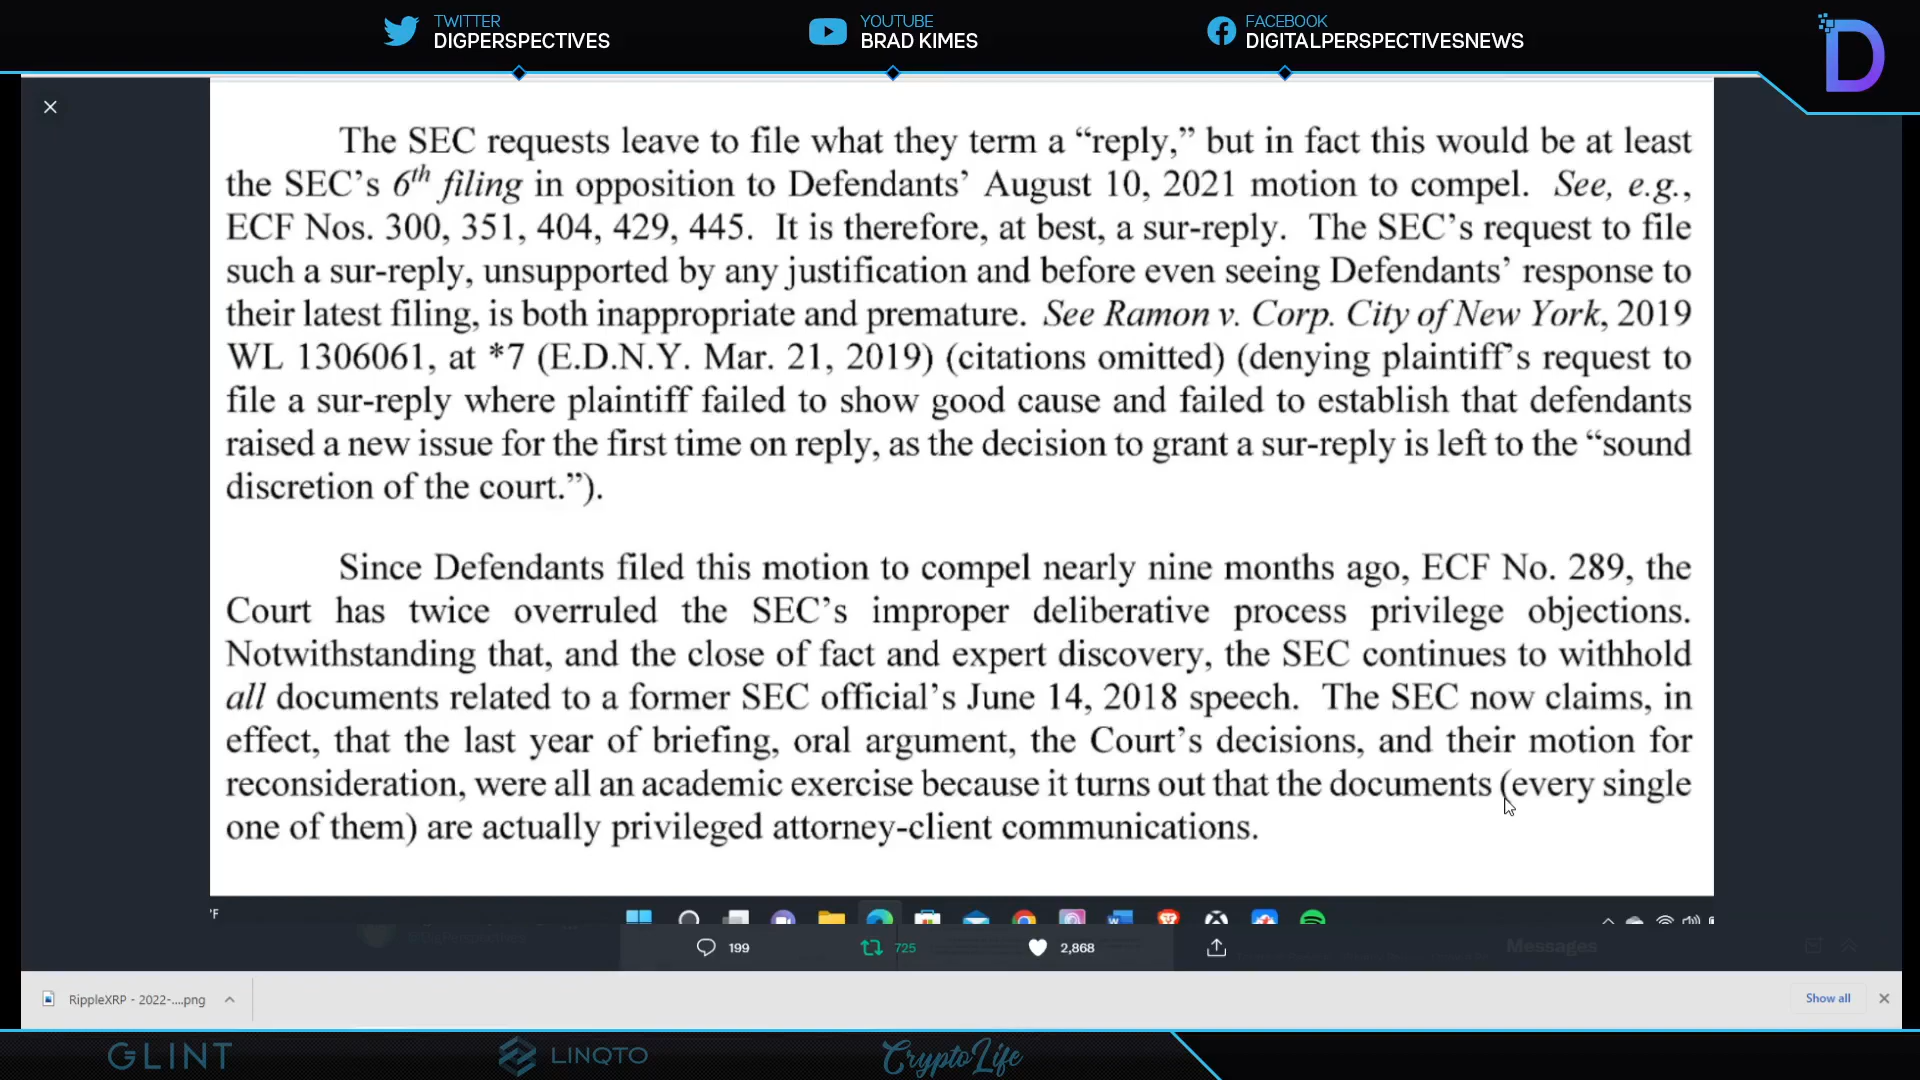 TWITTER
DIGPERSPECTIVES
YOUTUBE
BRAD KIMES
FACEBOOK
DIGITALPERSPECTIVESNEWS
D
The SEC requests leave to file what they term a “reply,” but in fact this would be at least
the SEC’s 6th filing in opposition to Defendants’ August 10, 2021 motion to compel. See, e.g.,
ECF Nos. 300, 351, 404, 429, 445. It is therefore, at best, a sur-reply. The SEC’s request to file
such a sur-reply, unsupported by any justification and before even seeing Defendants’ response to
their latest filing, is both inappropriate and premature. See Ramon v. Corp. City of New York, 2019
WL 1306061, at *7 (E.D.N.Y. Mar. 21, 2019) (citations omitted) (denying plaintiff’s request to
file a sur-reply where plaintiff failed to show good cause and failed to establish that defendants
raised a new issue for the first time on reply, as the decision to grant a sur-reply is left to the “sound
discretion of the court.”).
Since Defendants filed this motion to compel nearly nine months ago, ECF No. 289, the
Court has twice overruled the SEC’s improper deliberative process privilege objections.
Notwithstanding that, and the close of fact and expert discovery, the SEC continues to withhold
all documents related to a former SEC official’s June 14, 2018 speech. The SEC now claims, in
effect, that the last year of briefing, oral argument, the Court’s decisions, and their motion for
reconsideration, were all an academic exercise because it turns out that the documents (every single
one of them) are actually privileged attorney-client communications.
°F
199
725
2,868
Messages
RippleXRP - 2022-....png
Show all
GLINT
LINQTO
CryptoLife